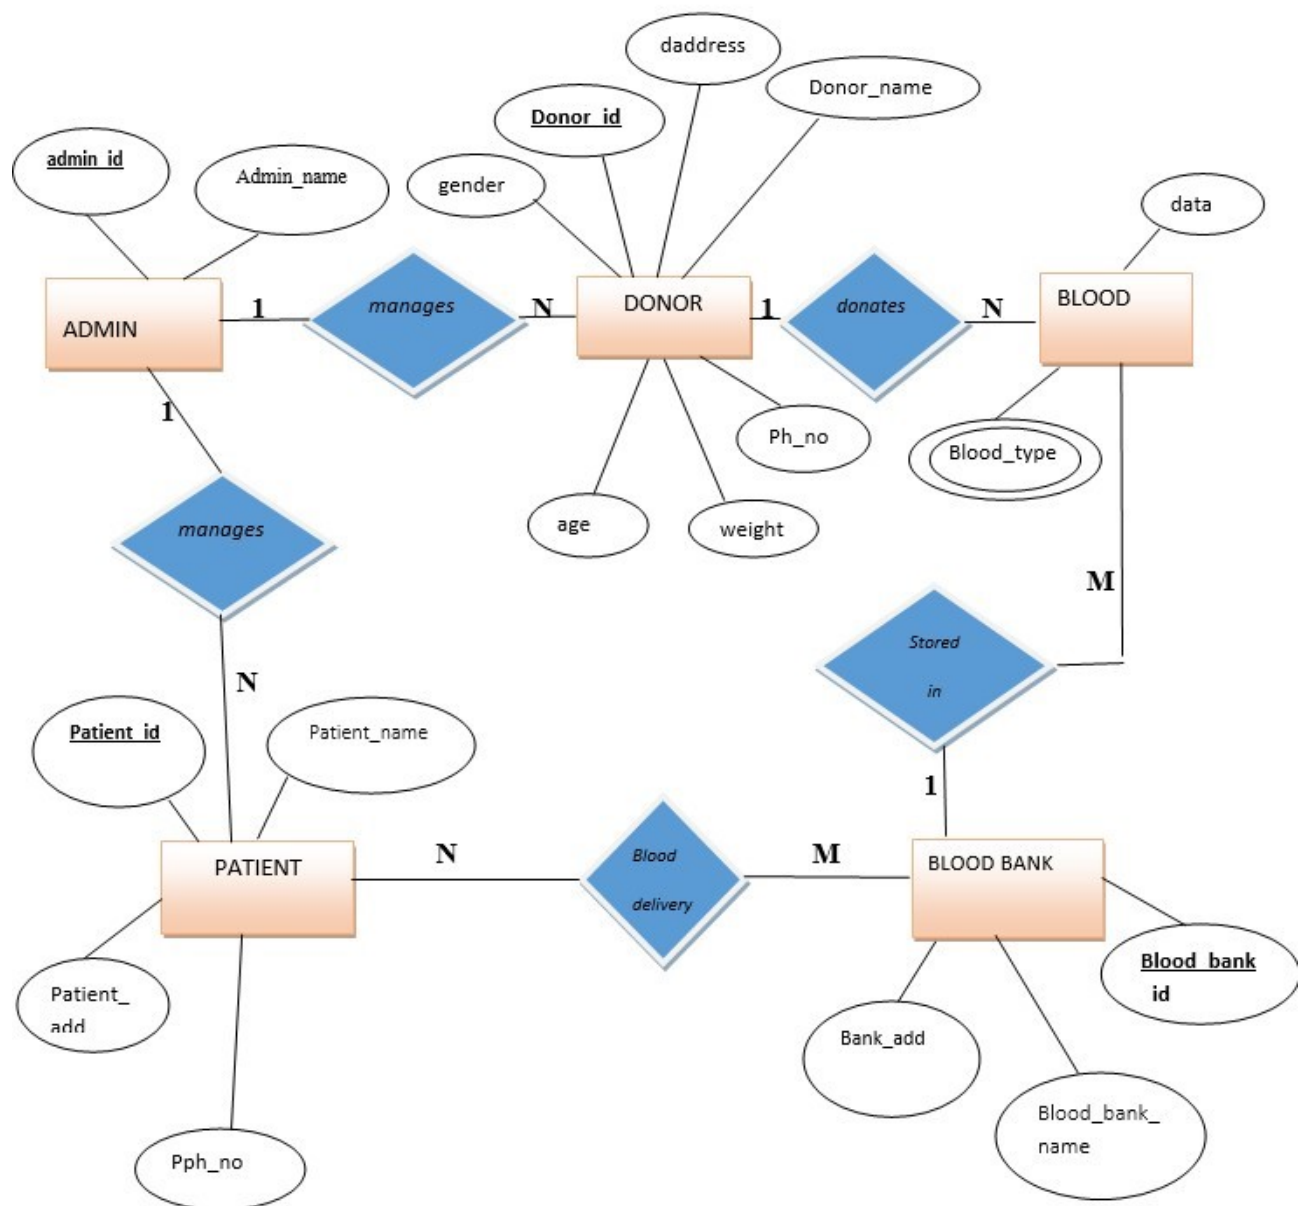 daddress
Donor_name
Donor_id
admin_id
Admin_name
gender
data
manages
DONOR
donates
BLOOD
1
N
1
N
ADMIN
1
Ph_no
Blood_type
age
weight
manages
M
Stored
in
N
Patient_id
Patient_name
1
PATIENT
N
Blood
delivery
M
BLOOD BANK
Blood_bank
_id
Patient_
add
Bank_add
Blood_bank_
name
Pph_no